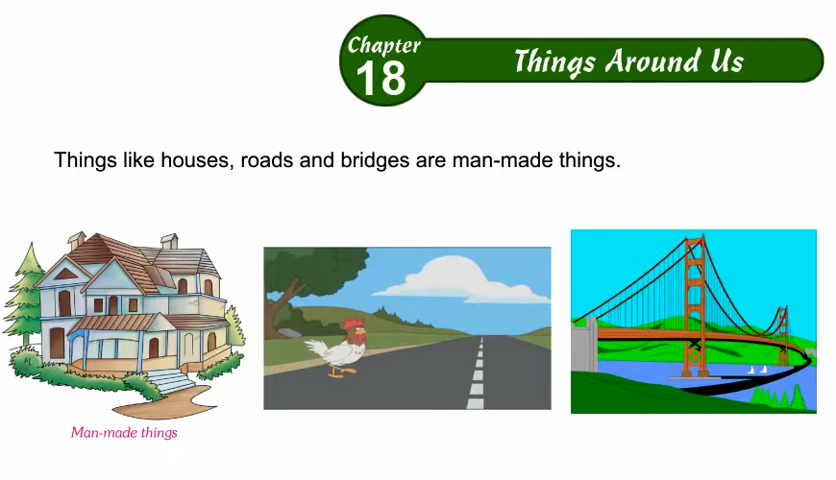 Chapter
18
Things Around Us
Things like houses, roads and bridges are man-made things.
Man-made things